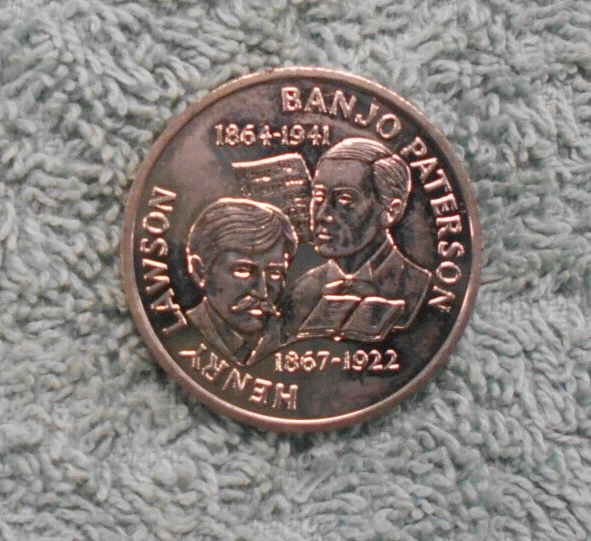 BANJO PATERSON
1864-1941
HENRY LAWSON
1867-1922